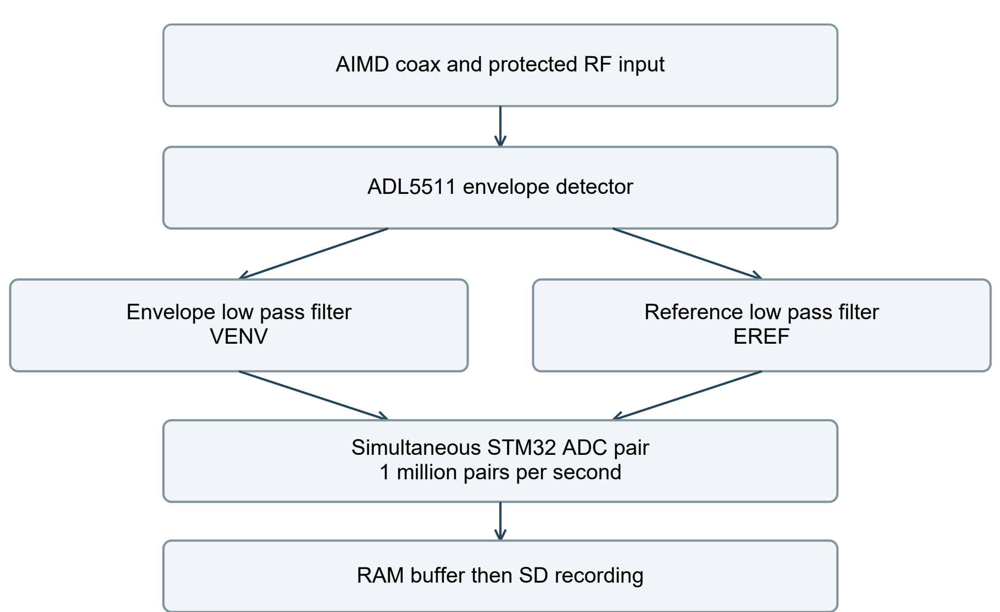 AIMD coax and protected RF input
ADL5511 envelope detector
Envelope low pass filter
VENV
Reference low pass filter
EREF
Simultaneous STM32 ADC pair
1 million pairs per second
RAM buffer then SD recording